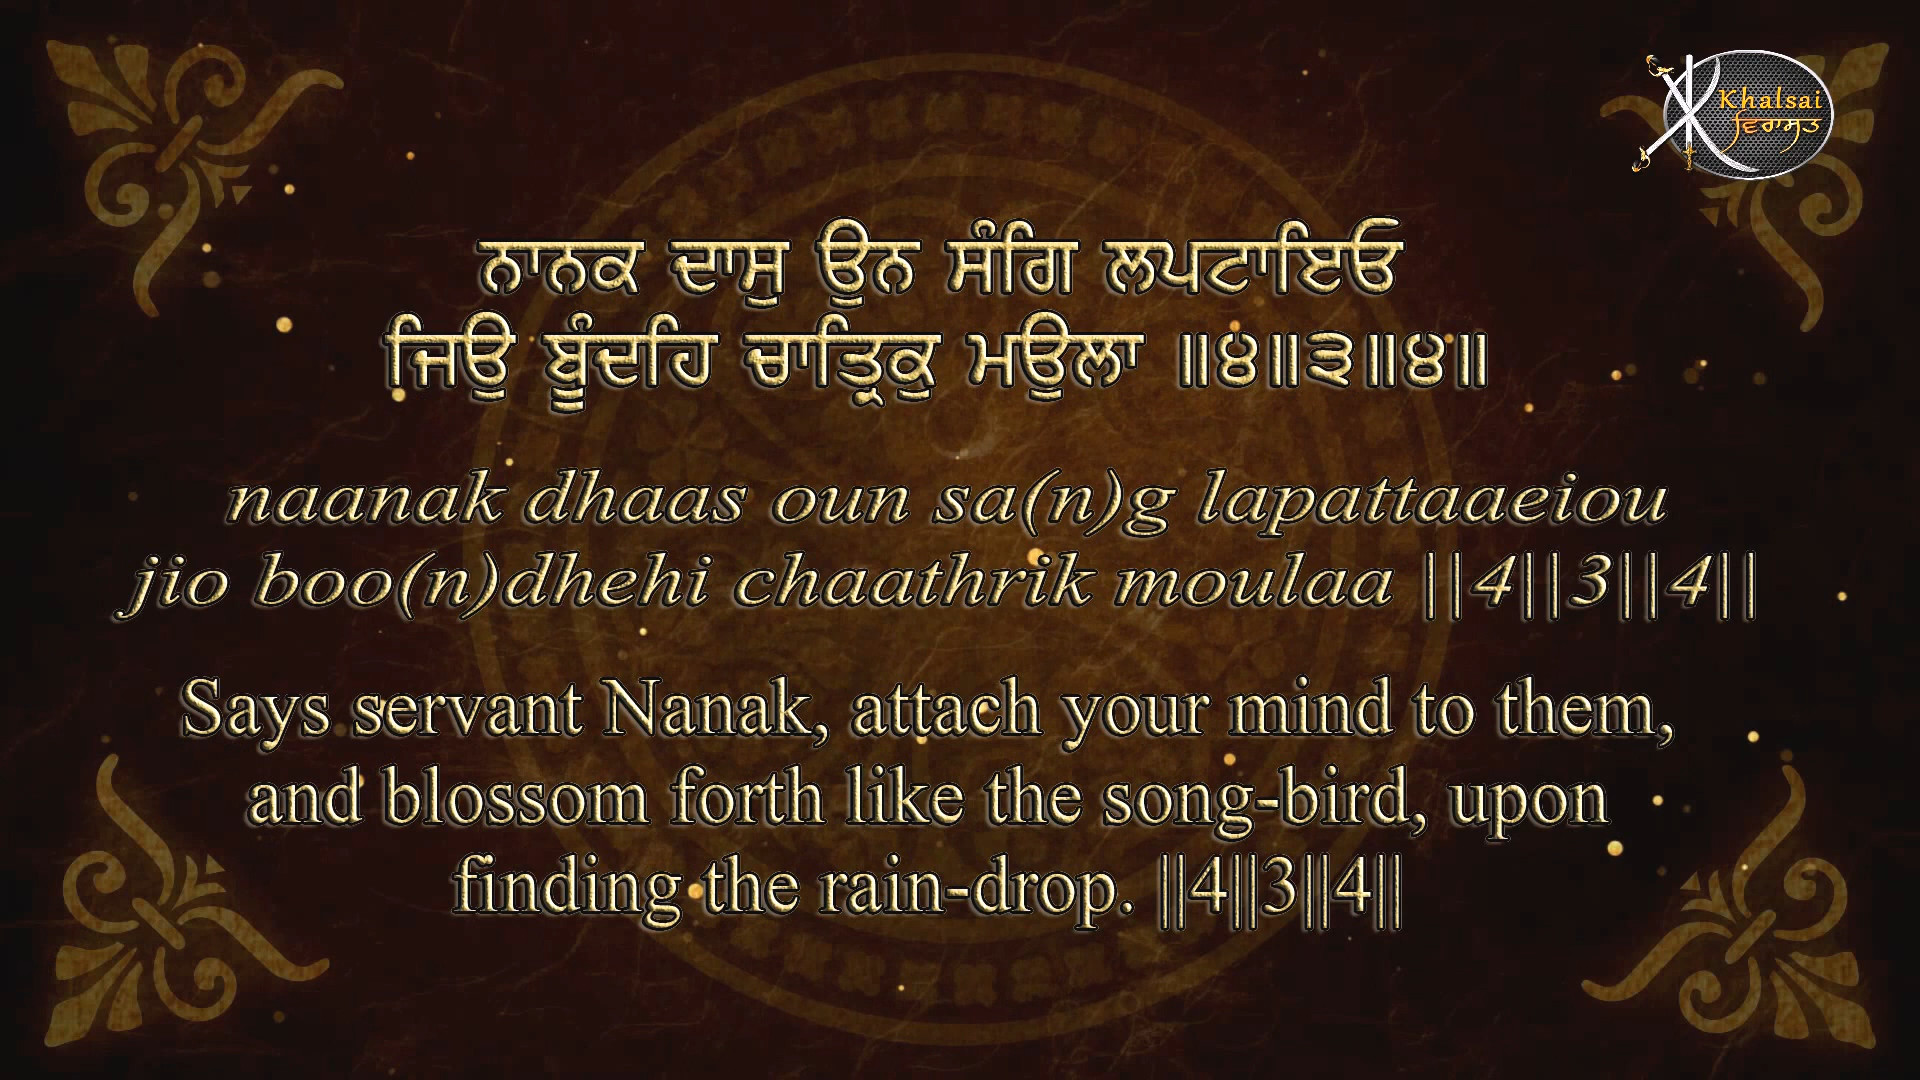 Khalsai
ਵਿਰਾਸਤ
ਨਾਨਕ ਦਾਸੁ ਉਨ ਸੰਗਿ ਲਪਟਾਇਓ
ਜਿਉ ਬੂੰਦਹਿ ਚਾਤ੍ਰਿਕੁ ਮਉਲਾ ॥੪॥੩॥੪॥
naanak dhaas oun sa(n)g lapattaaeiou
jio boo(n)dhehi chaathrik moulaa ||4||3||4||
Says servant Nanak, attach your mind to them,
and blossom forth like the song-bird, upon
finding the rain-drop. ||4||3||4||